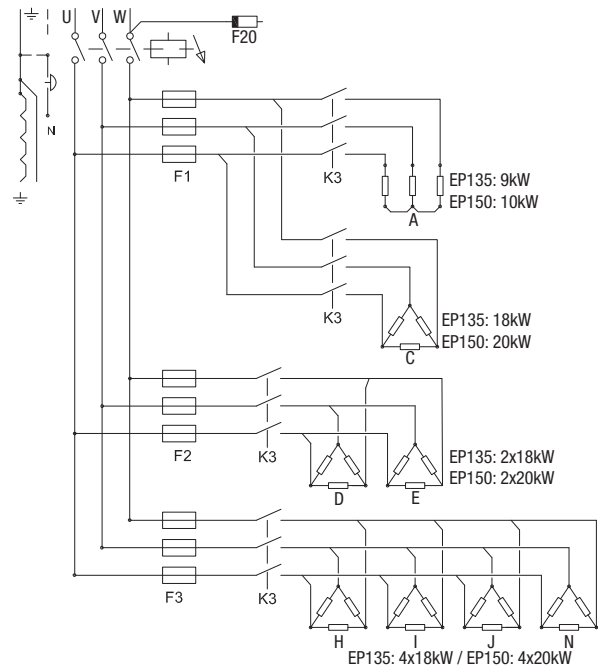 U V W
F20
N
F1
K3
EP135: 9kW
EP150: 10kW
A
K3
EP135: 18kW
EP150: 20kW
C
F2
K3
D
E
EP135: 2x18kW
EP150: 2x20kW
F3
K3
H I J N
EP135: 4x18kW / EP150: 4x20kW